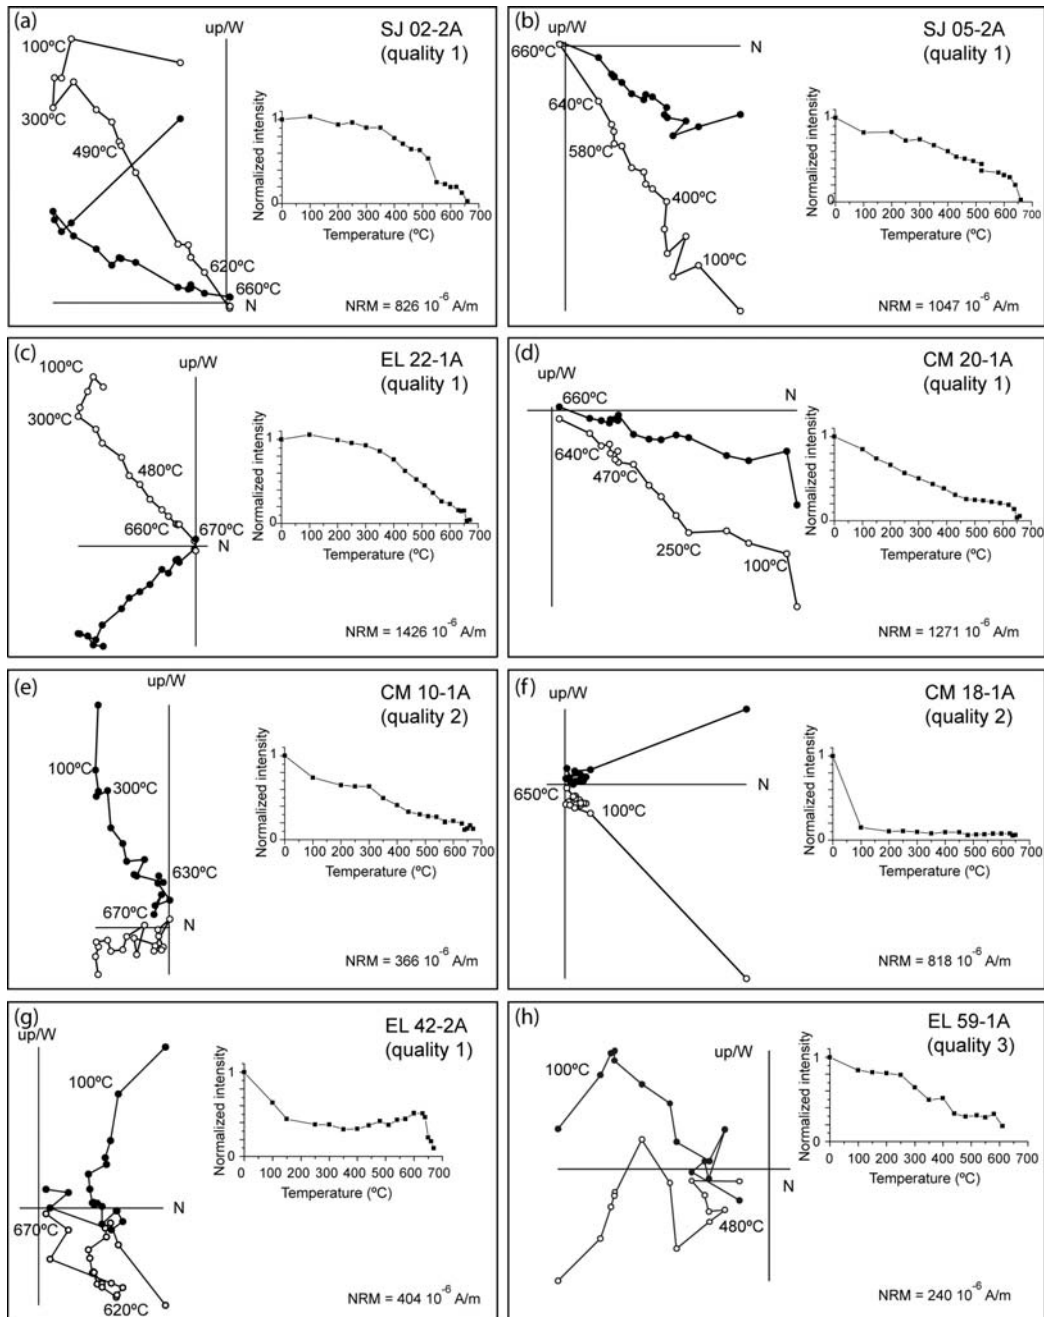 (a)
up/W
SJ 02-2A
(quality 1)
100ºC
300ºC
490ºC
620ºC
660ºC
N
Normalized intensity
1
0
0 100 200 300 400 500 600 700
Temperature (ºC)
NRM = 826 10-6 A/m
(b)
up/W
SJ 05-2A
(quality 1)
N
660ºC
640ºC
580ºC
400ºC
100ºC
Normalized intensity
1
0
0 100 200 300 400 500 600 700
Temperature (ºC)
NRM = 1047 10-6 A/m
(c)
up/W
EL 22-1A
(quality 1)
100ºC
300ºC
480ºC
660ºC
670ºC
N
Normalized intensity
1
0
0 100 200 300 400 500 600 700
Temperature (ºC)
NRM = 1426 10-6 A/m
(d)
up/W
CM 20-1A
(quality 1)
660ºC
N
640ºC
470ºC
250ºC
100ºC
Normalized intensity
1
0
0 100 200 300 400 500 600 700
Temperature (ºC)
NRM = 1271 10-6 A/m
(e)
up/W
CM 10-1A
(quality 2)
100ºC
300ºC
630ºC
670ºC
N
Normalized intensity
1
0
0 100 200 300 400 500 600 700
Temperature (ºC)
NRM = 366 10-6 A/m
(f)
up/W
CM 18-1A
(quality 2)
N
650ºC
100ºC
Normalized intensity
1
0
0 100 200 300 400 500 600 700
Temperature (ºC)
NRM = 818 10-6 A/m
(g)
up/W
EL 42-2A
(quality 1)
100ºC
N
670ºC
620ºC
Normalized intensity
1
0
0 100 200 300 400 500 600 700
Temperature (ºC)
NRM = 404 10-6 A/m
(h)
up/W
EL 59-1A
(quality 3)
100ºC
N
480ºC
Normalized intensity
1
0
0 100 200 300 400 500 600 700
Temperature (ºC)
NRM = 240 10-6 A/m